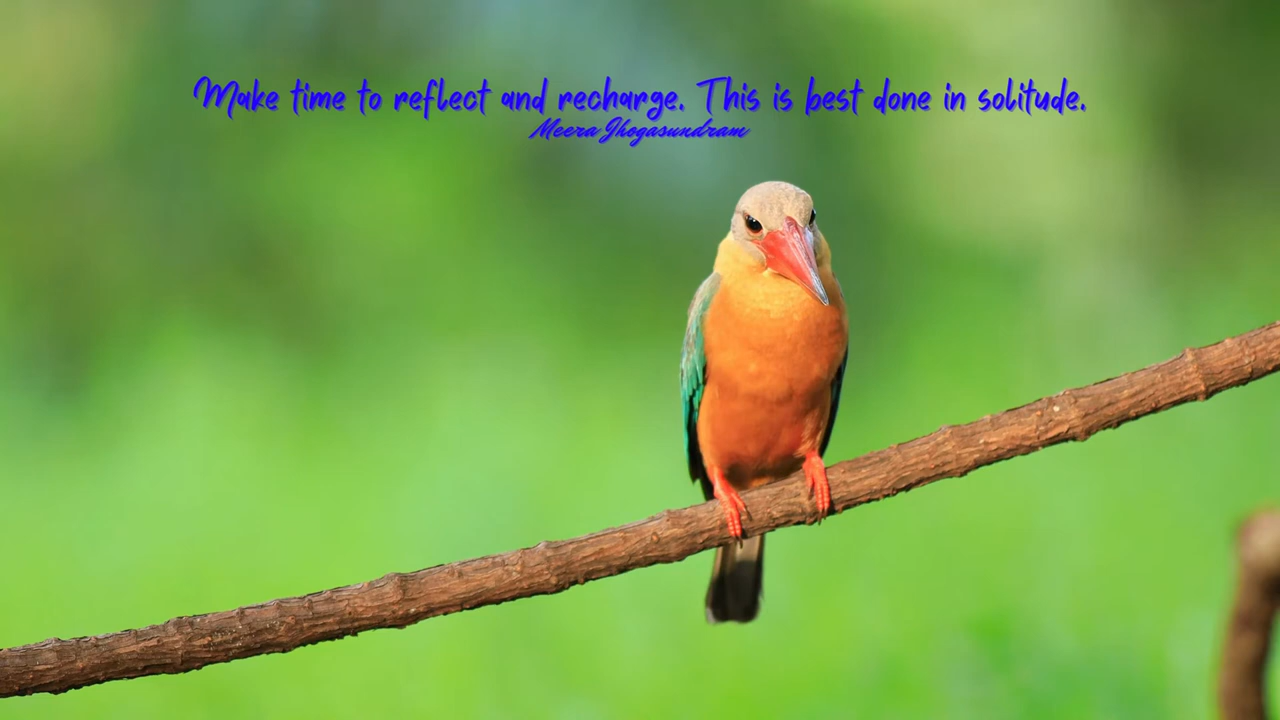 Make time to reflect and recharge. This is best done in solitude.
Meera Jhogasundram